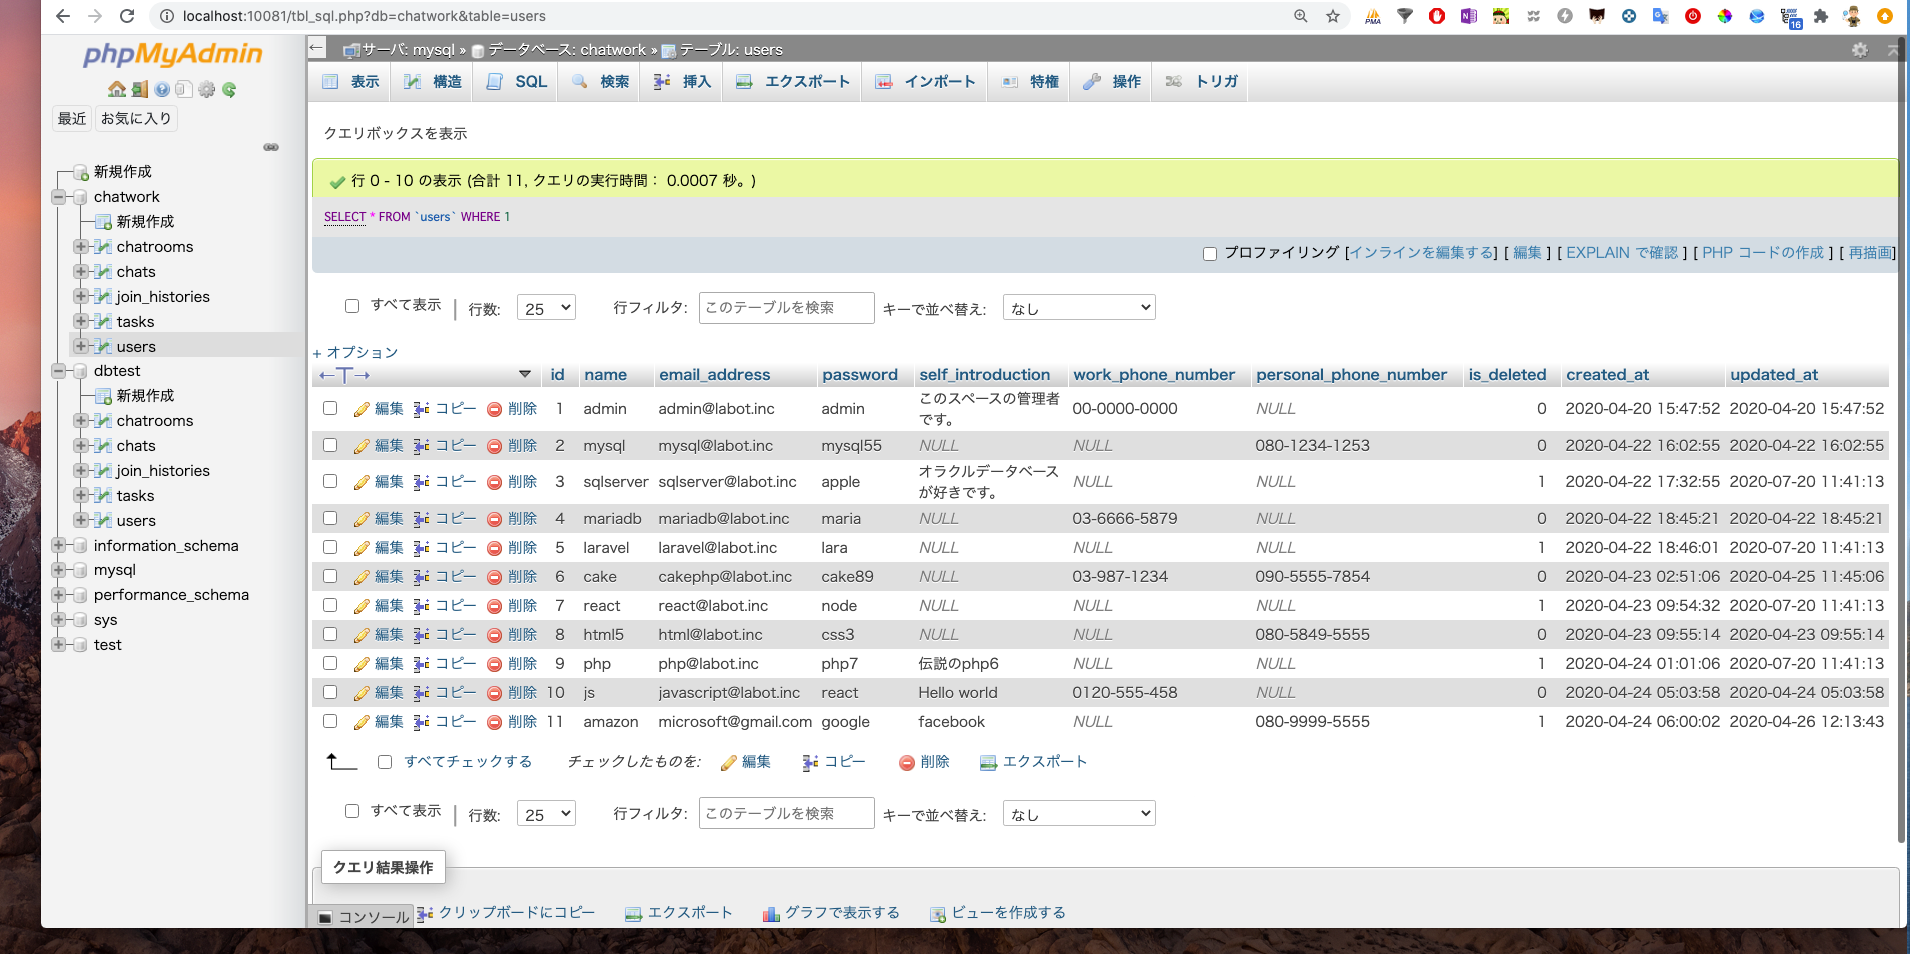 localhost:10081/tbl_sql.php?db=chatwork&table=users
PMA
N
16
phpMyAdmin
最近 お気に入り
新規作成
chatwork
新規作成
chatrooms
chats
join_histories
tasks
users
dbtest
新規作成
chatrooms
chats
join_histories
tasks
users
information_schema
mysql
performance_schema
sys
test
サーバ: mysql » データベース: chatwork » テーブル: users
表示 構造 SQL 検索 挿入 エクスポート インポート 特権 操作 トリガ
クエリボックスを表示
行 0 - 10 の表示 (合計 11, クエリの実行時間： 0.0007 秒。)
SELECT * FROM `users` WHERE 1
プロファイリング [インラインを編集する] [ 編集 ] [ EXPLAIN で確認 ] [ PHP コードの作成 ] [ 再描画]
すべて表示 | 行数: 25 行フィルタ: このテーブルを検索 キーで並べ替え: なし
+ オプション
←T→ id name email_address password self_introduction work_phone_number personal_phone_number is_deleted created_at updated_at
編集 コピー 削除 1 admin admin@labot.inc admin このスペースの管理者です。 00-0000-0000 NULL 0 2020-04-20 15:47:52 2020-04-20 15:47:52
編集 コピー 削除 2 mysql mysql@labot.inc mysql55 NULL NULL 080-1234-1253 0 2020-04-22 16:02:55 2020-04-22 16:02:55
編集 コピー 削除 3 sqlserver sqlserver@labot.inc apple オラクルデータベースが好きです。 NULL NULL 1 2020-04-22 17:32:55 2020-07-20 11:41:13
編集 コピー 削除 4 mariadb mariadb@labot.inc maria NULL 03-6666-5879 NULL 0 2020-04-22 18:45:21 2020-04-22 18:45:21
編集 コピー 削除 5 laravel laravel@labot.inc lara NULL NULL NULL 1 2020-04-22 18:46:01 2020-07-20 11:41:13
編集 コピー 削除 6 cake cakephp@labot.inc cake89 NULL 03-987-1234 090-5555-7854 0 2020-04-23 02:51:06 2020-04-25 11:45:06
編集 コピー 削除 7 react react@labot.inc node NULL NULL NULL 1 2020-04-23 09:54:32 2020-07-20 11:41:13
編集 コピー 削除 8 html5 html@labot.inc css3 NULL NULL 080-5849-5555 0 2020-04-23 09:55:14 2020-04-23 09:55:14
編集 コピー 削除 9 php php@labot.inc php7 伝説のphp6 NULL NULL 1 2020-04-24 01:01:06 2020-07-20 11:41:13
編集 コピー 削除 10 js javascript@labot.inc react Hello world 0120-555-458 NULL 0 2020-04-24 05:03:58 2020-04-24 05:03:58
編集 コピー 削除 11 amazon microsoft@gmail.com google facebook NULL 080-9999-5555 1 2020-04-24 06:00:02 2020-04-26 12:13:43
すべてチェックする チェックしたものを: 編集 コピー 削除 エクスポート
すべて表示 | 行数: 25 行フィルタ: このテーブルを検索 キーで並べ替え: なし
クエリ結果操作
コンソール クリップボードにコピー エクスポート グラフで表示する ビューを作成する